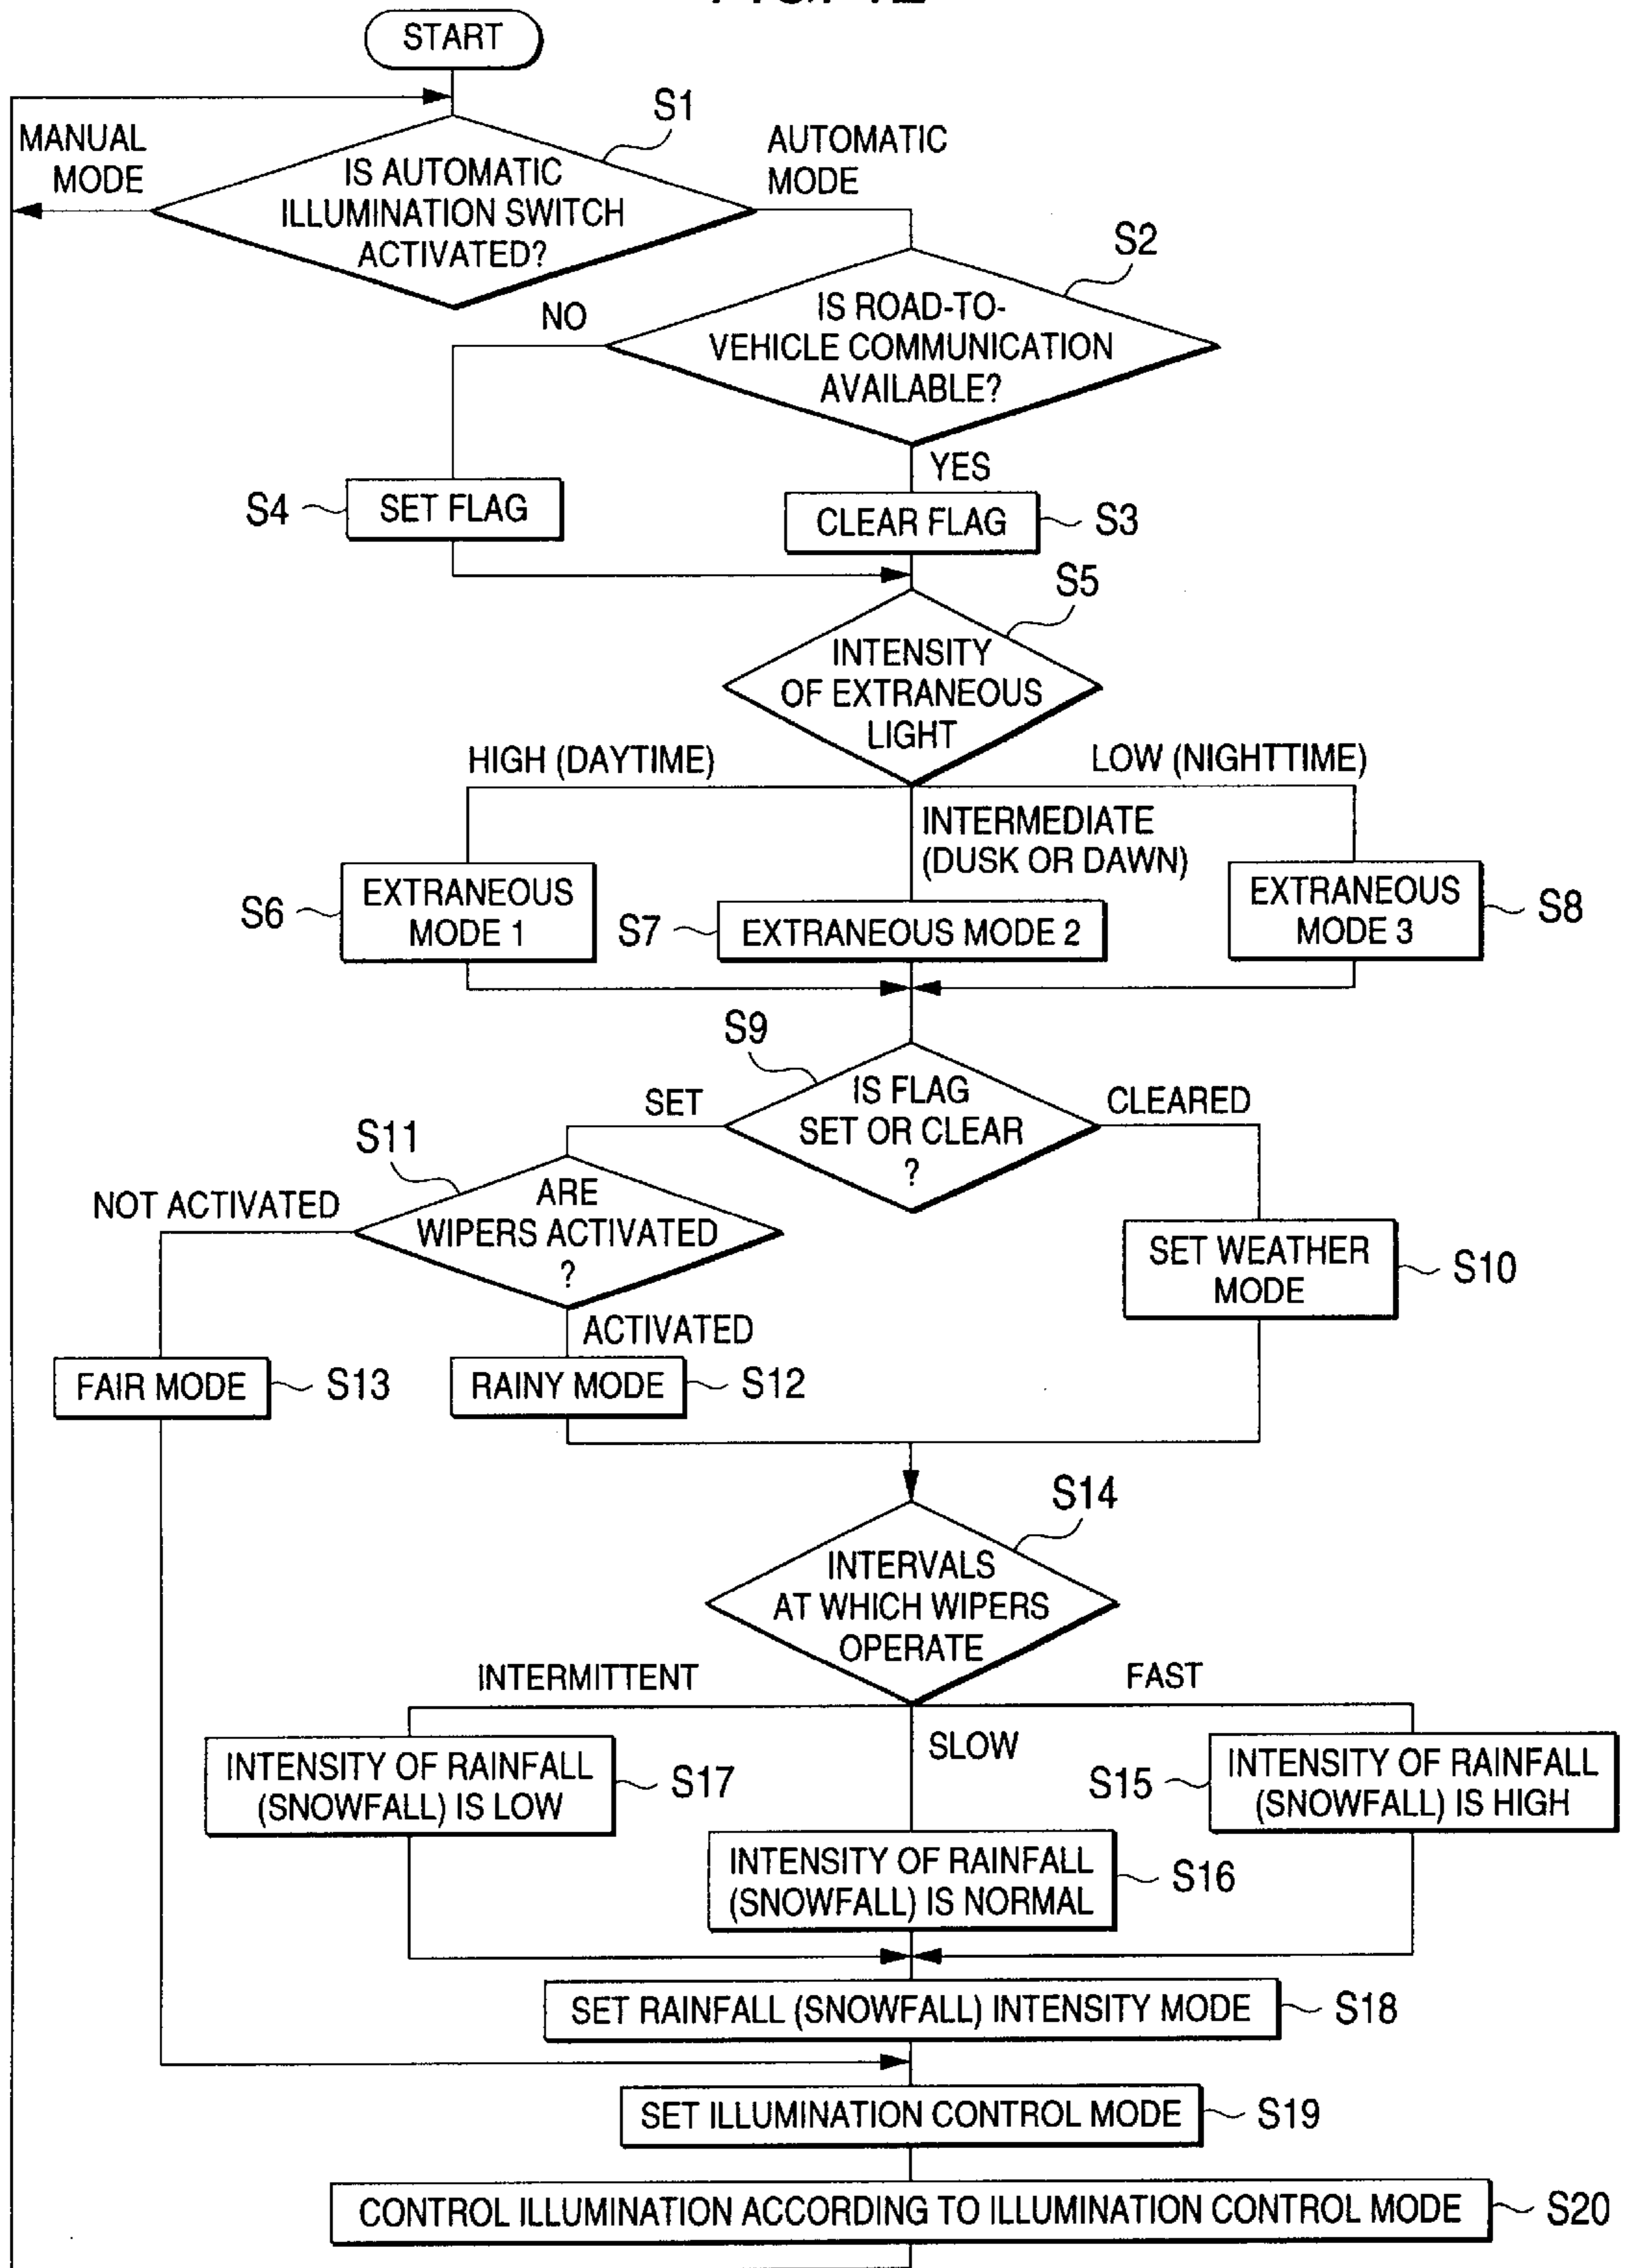 START
S1
MANUAL
MODE
AUTOMATIC
MODE
IS AUTOMATIC
ILLUMINATION SWITCH
ACTIVATED?
S2
NO
IS ROAD-TO-
VEHICLE COMMUNICATION
AVAILABLE?
YES
S4
SET FLAG
CLEAR FLAG
S3
S5
INTENSITY
OF EXTRANEOUS
LIGHT
HIGH (DAYTIME)
LOW (NIGHTTIME)
INTERMEDIATE
(DUSK OR DAWN)
S6
EXTRANEOUS
MODE 1
S7
EXTRANEOUS MODE 2
EXTRANEOUS
MODE 3
S8
S9
IS FLAG
SET OR CLEAR
?
SET
CLEARED
S11
NOT ACTIVATED
ARE
WIPERS ACTIVATED
?
SET WEATHER
MODE
S10
ACTIVATED
FAIR MODE
S13
RAINY MODE
S12
S14
INTERVALS
AT WHICH WIPERS
OPERATE
INTERMITTENT
FAST
SLOW
INTENSITY OF RAINFALL
(SNOWFALL) IS LOW
S17
S15
INTENSITY OF RAINFALL
(SNOWFALL) IS HIGH
INTENSITY OF RAINFALL
(SNOWFALL) IS NORMAL
S16
SET RAINFALL (SNOWFALL) INTENSITY MODE
S18
SET ILLUMINATION CONTROL MODE
S19
CONTROL ILLUMINATION ACCORDING TO ILLUMINATION CONTROL MODE
S20